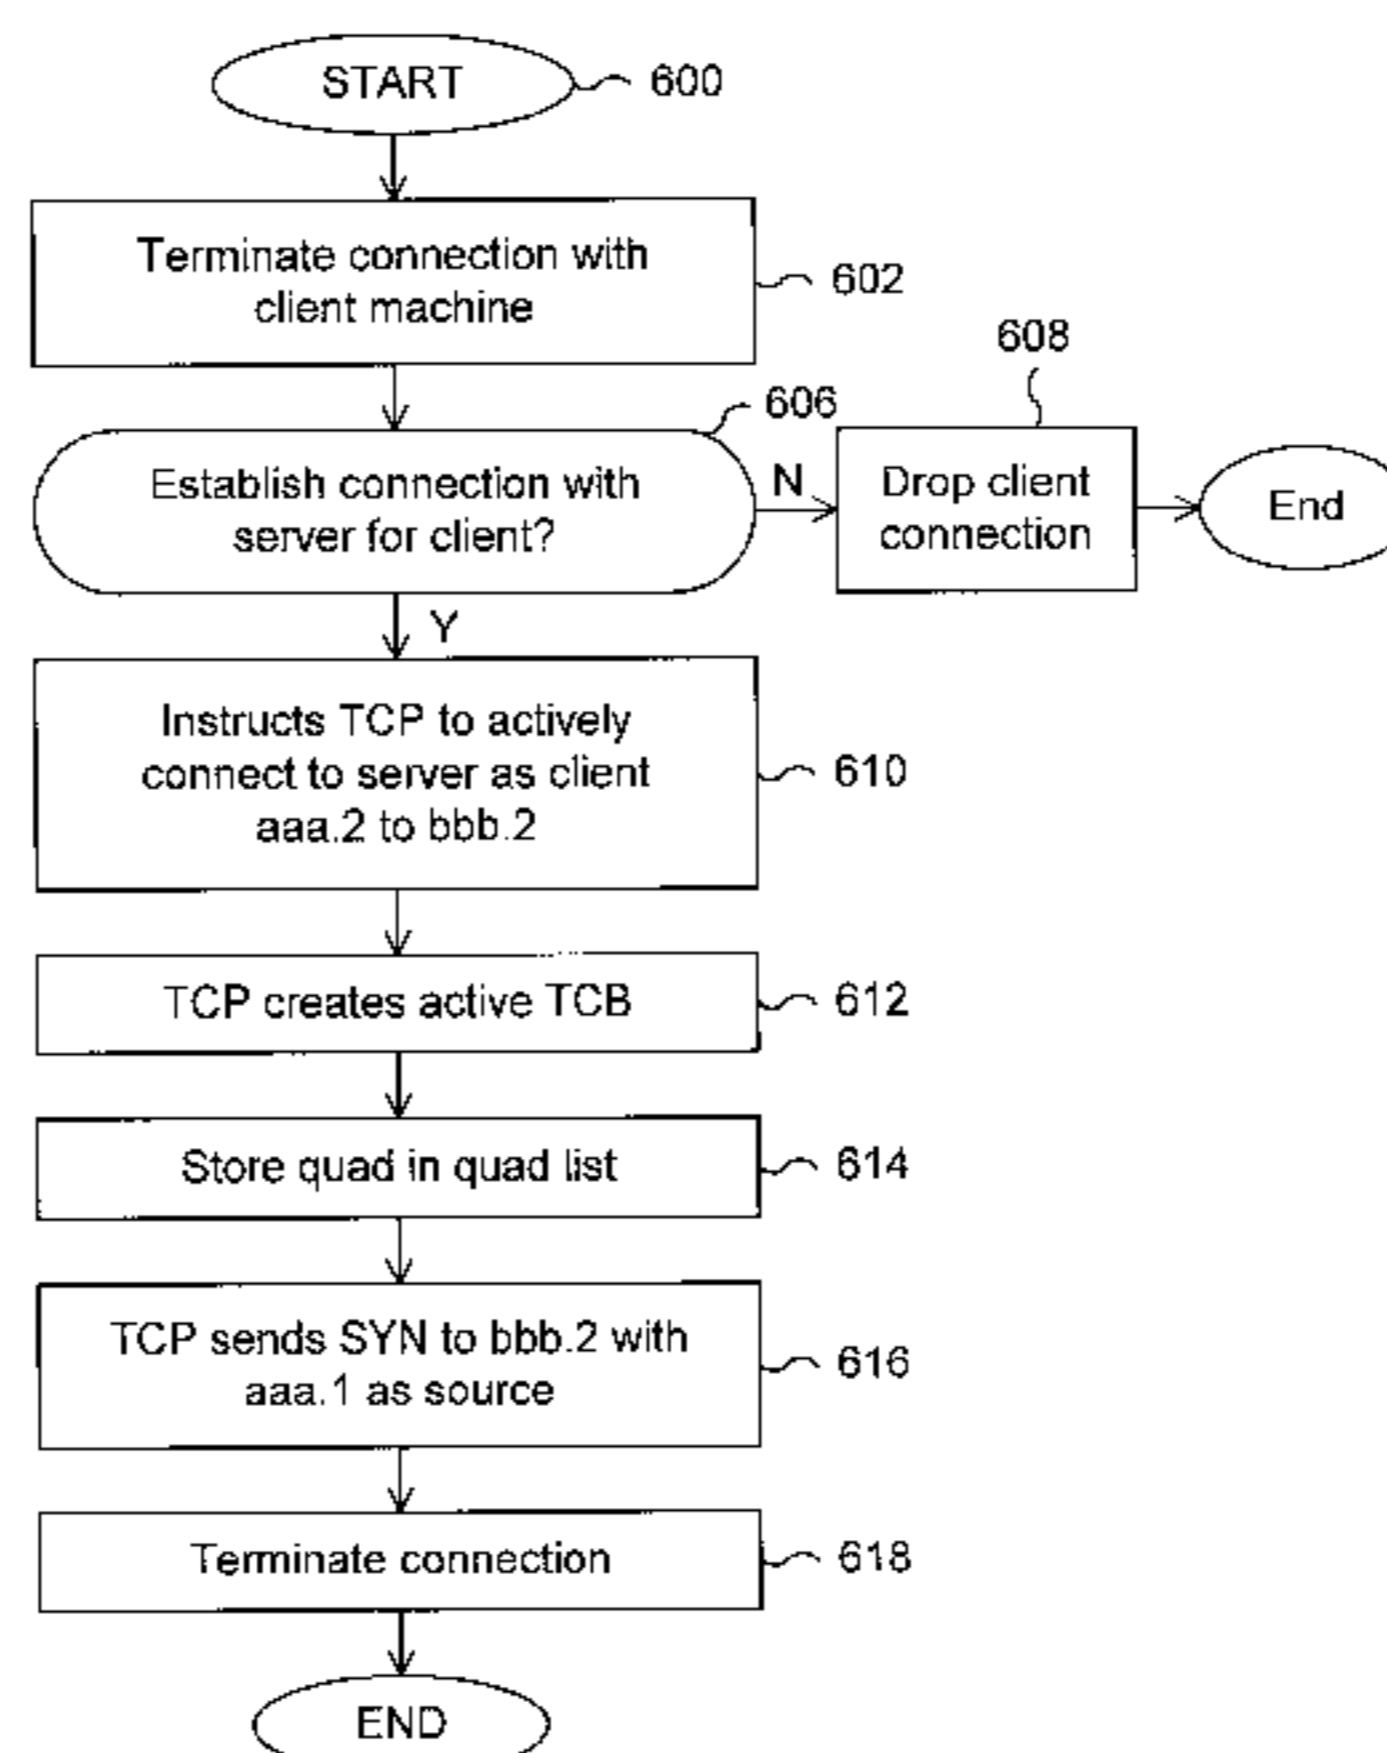 START
600
Terminate connection with
client machine
602
608
606
Establish connection with
server for client?
N
Drop client
connection
End
Y
Instructs TCP to actively
connect to server as client
aaa.2 to bbb.2
610
TCP creates active TCB
612
Store quad in quad list
614
TCP sends SYN to bbb.2 with
aaa.1 as source
616
Terminate connection
618
END